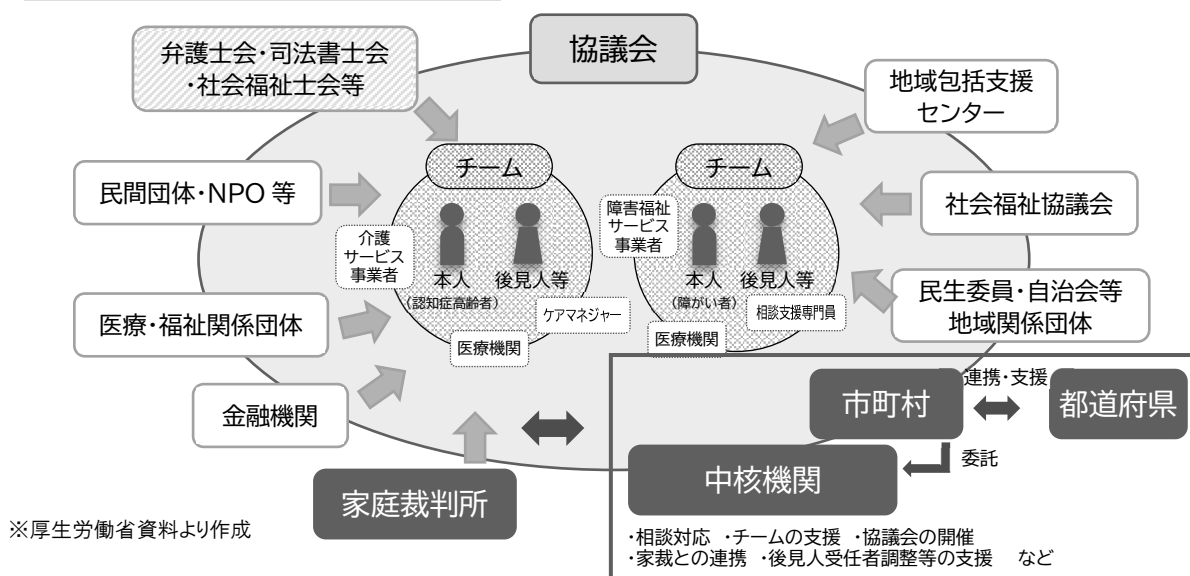 協議会
弁護士会・司法書士会
・社会福祉士会等
地域包括支援
センター
チーム
チーム
民間団体・NPO 等
社会福祉協議会
介護
サービス
事業者
本人
(認知症高齢者)
後見人等
ケアマネジャー
医療機関
障害福祉
サービス
事業者
本人
(障がい者)
後見人等
相談支援専門員
医療機関
医療・福祉関係団体
民生委員・自治会等
地域関係団体
金融機関
市町村
連携・支援
都道府県
委託
家庭裁判所
中核機関
※厚生労働省資料より作成
・相談対応 ・チームの支援 ・協議会の開催
・家裁との連携 ・後見人受任者調整等の支援 など